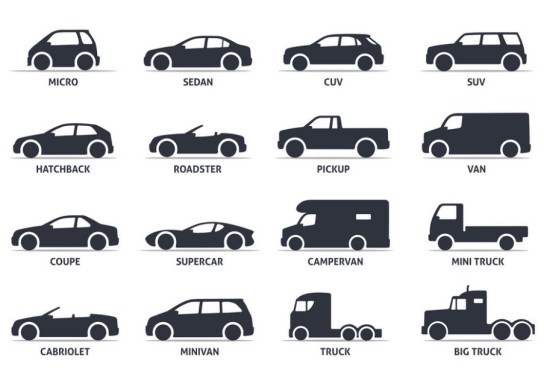 MICRO
SEDAN
CUV
SUV
HATCHBACK
ROADSTER
PICKUP
VAN
COUPE
SUPERCAR
CAMPERVAN
MINI TRUCK
CABRIOLET
MINIVAN
TRUCK
BIG TRUCK